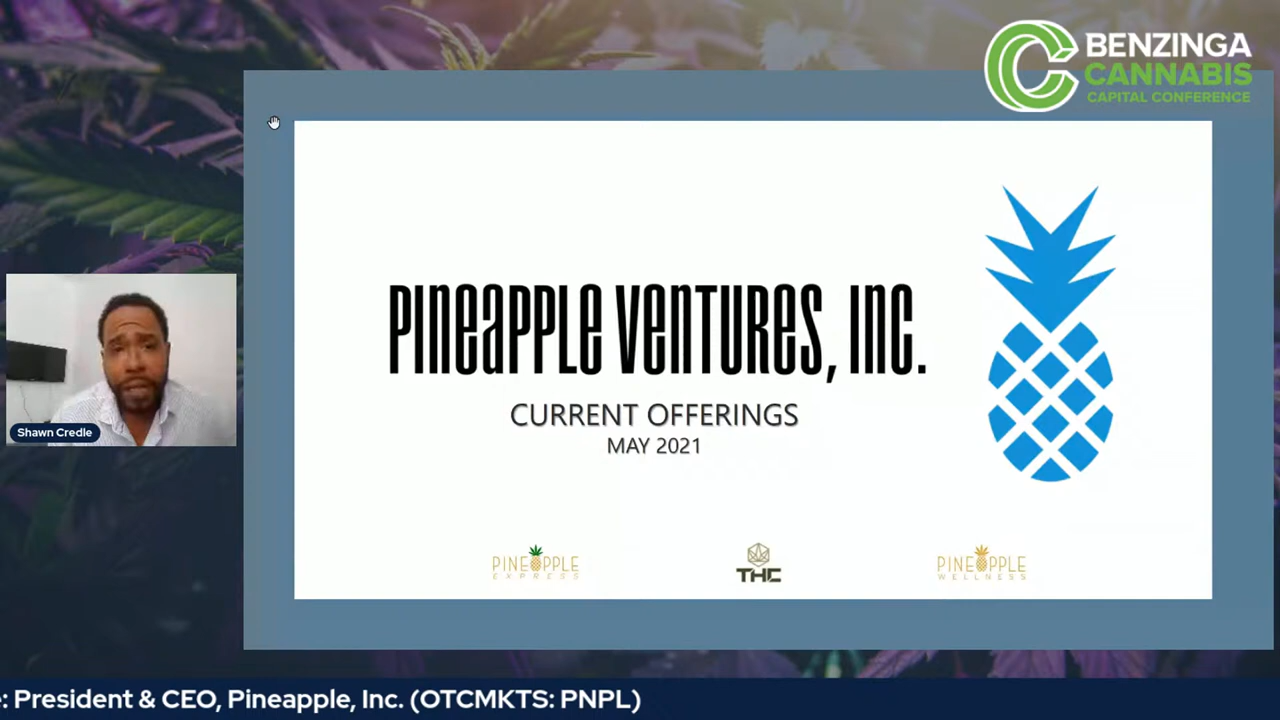 BENZINGA
CANNABIS
CAPITAL CONFERENCE
PINEAPPLE VENTURES, INC.
CURRENT OFFERINGS
MAY 2021
Shawn Credle
PINEAPPLE
EXPRESS
THC
PINEAPPLE
WELLNESS
: President & CEO, Pineapple, Inc. (OTCMKTS: PNPL)